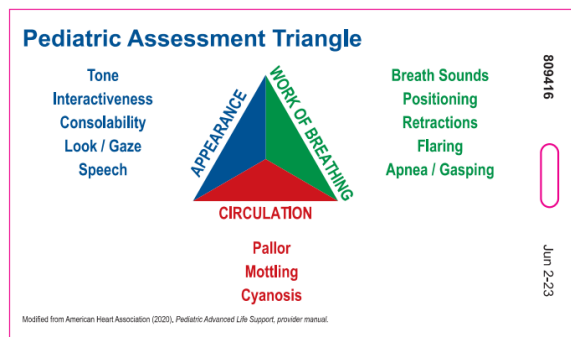 Pediatric Assessment Triangle
Tone
Interactiveness
Consolability
Look / Gaze
Speech
APPEARANCE
WORK OF BREATHING
CIRCULATION
Breath Sounds
Positioning
Retractions
Flaring
Apnea / Gasping
Pallor
Mottling
Cyanosis
Modified from American Heart Association (2020), Pediatric Advanced Life Support, provider manual.
809416
Jun 2-23